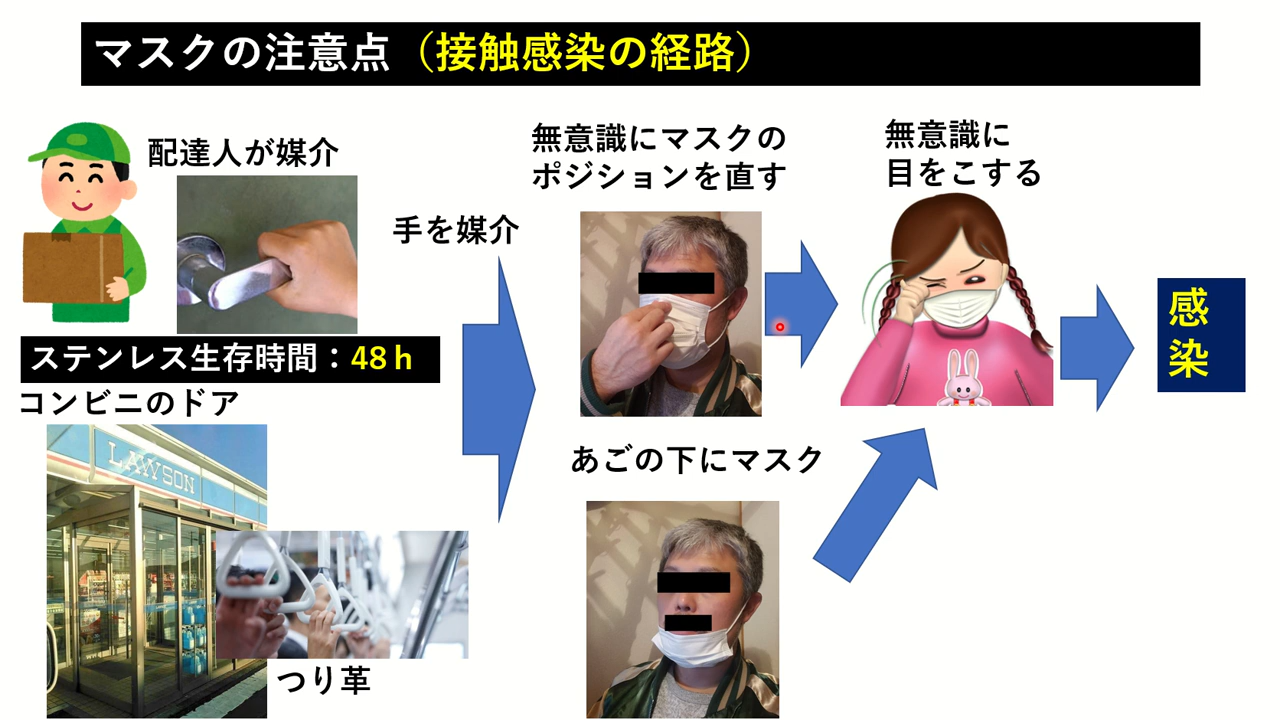 マスクの注意点（接触感染の経路）
配達人が媒介
手を媒介
ステンレス生存時間：48ｈ
コンビニのドア
LAWSON
つり革
無意識にマスクの
ポジションを直す
あごの下にマスク
無意識に
目をこする
感
染